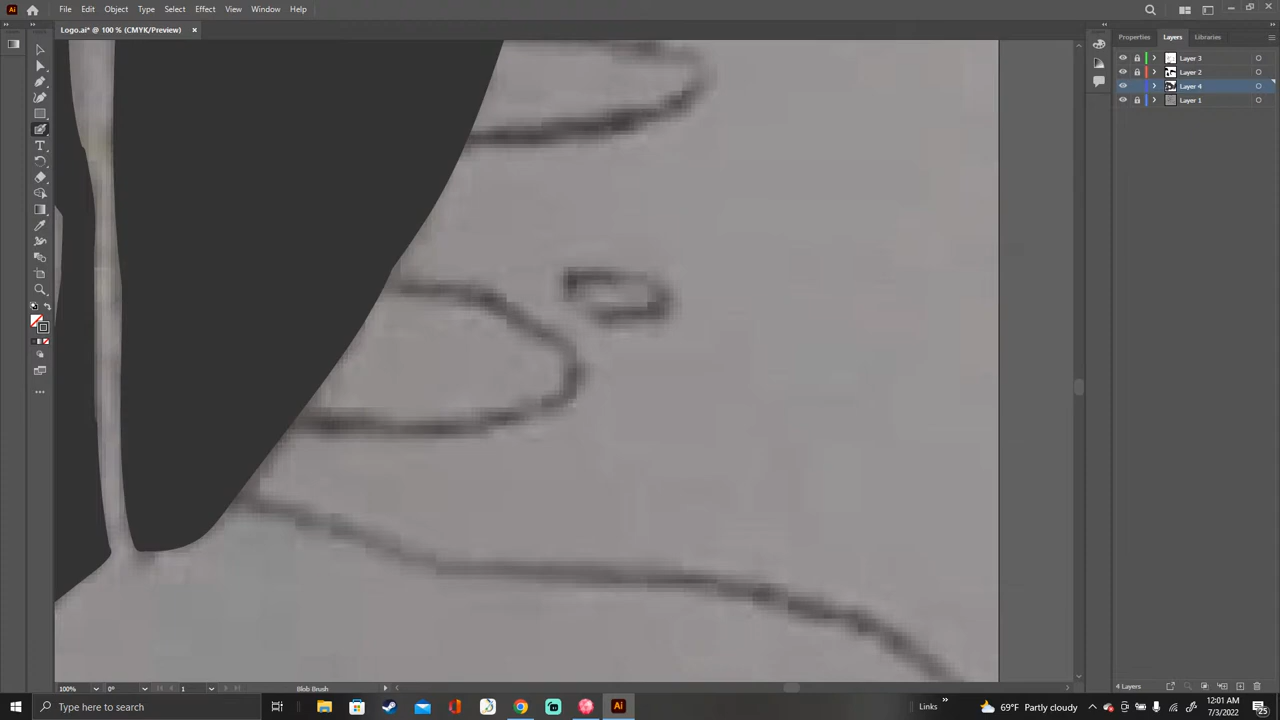 File Edit Object Type Select Effect View Window Help
Logo.ai* @ 100 % (CMYK/Preview)
Properties Layers Libraries
Layer 3
Layer 2
Layer 4
Layer 1
100% 0° 1 Blob Brush
4 Layers
Type here to search
Links
69°F Partly cloudy
12:01 AM
7/3/2022